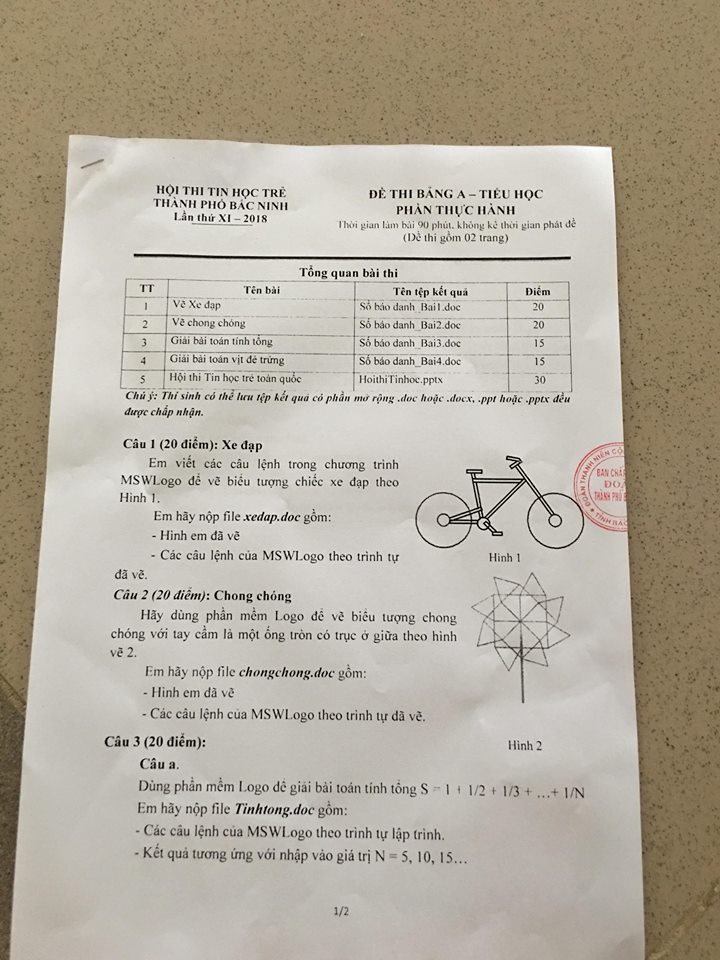 HỘI THI TIN HỌC TRẺ
THÀNH PHỐ BẮC NINH
Lần thứ XI – 2018
ĐỀ THI BẢNG A – TIỂU HỌC
PHẦN THỰC HÀNH
Thời gian làm bài 90 phút, không kể thời gian phát đề
(Đề thi gồm 02 trang)
Tổng quan bài thi
TT Tên bài Tên tệp kết quả Điểm
1 Vẽ Xe đạp Số báo danh_Bai1.doc 20
2 Vẽ chong chóng Số báo danh_Bai2.doc 20
3 Giải bài toán tính tổng Số báo danh_Bai3.doc 15
4 Giải bài toán vịt đẻ trứng Số báo danh_Bai4.doc 15
5 Hội thi Tin học trẻ toàn quốc HoithiTinhoc.pptx 30
Chú ý: Thí sinh có thể lưu tệp kết quả có phần mở rộng .doc hoặc .docx, .ppt hoặc .pptx đều
được chấp nhận.
Câu 1 (20 điểm): Xe đạp
Em viết các câu lệnh trong chương trình
MSWLogo để vẽ biểu tượng chiếc xe đạp theo
Hình 1.
Em hãy nộp file xedap.doc gồm:
- Hình em đã vẽ
- Các câu lệnh của MSWLogo theo trình tự
đã vẽ.
Hình 1
ĐOÀN THANH NIÊN CỘ
BAN CHẤP
ĐOÀ
THÀNH PHỐ B
TỈNH BẮC
Câu 2 (20 điểm): Chong chóng
Hãy dùng phần mềm Logo để vẽ biểu tượng chong
chóng với tay cầm là một ống tròn có trục ở giữa theo hình
vẽ 2.
Em hãy nộp file chongchong.doc gồm:
- Hình em đã vẽ
- Các câu lệnh của MSWLogo theo trình tự đã vẽ.
Hình 2
Câu 3 (20 điểm):
Câu a.
Dùng phần mềm Logo để giải bài toán tính tổng S = 1 + 1/2 + 1/3 + …+ 1/N
Em hãy nộp file Tinhtong.doc gồm:
- Các câu lệnh của MSWLogo theo trình tự lập trình.
- Kết quả tương ứng với nhập vào giá trị N = 5, 10, 15…
1/2